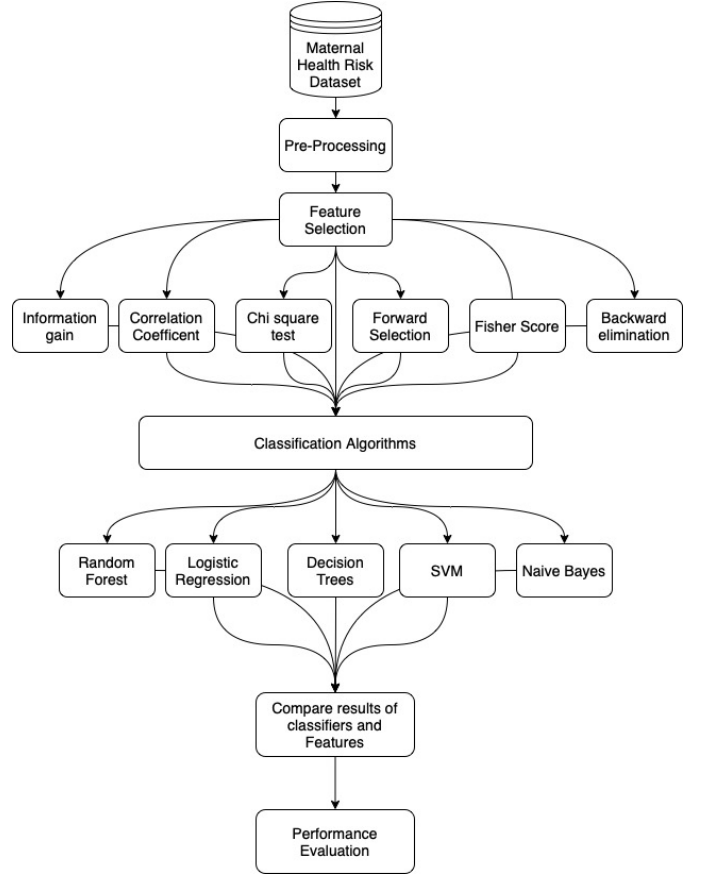 Maternal
Health Risk
Dataset
Pre-Processing
Feature
Selection
Information
gain
Correlation
Coefficent
Chi square
test
Forward
Selection
Fisher Score
Backward
elimination
Classification Algorithms
Random
Forest
Logistic
Regression
Decision
Trees
SVM
Naive Bayes
Compare results of
classifiers and
Features
Performance
Evaluation